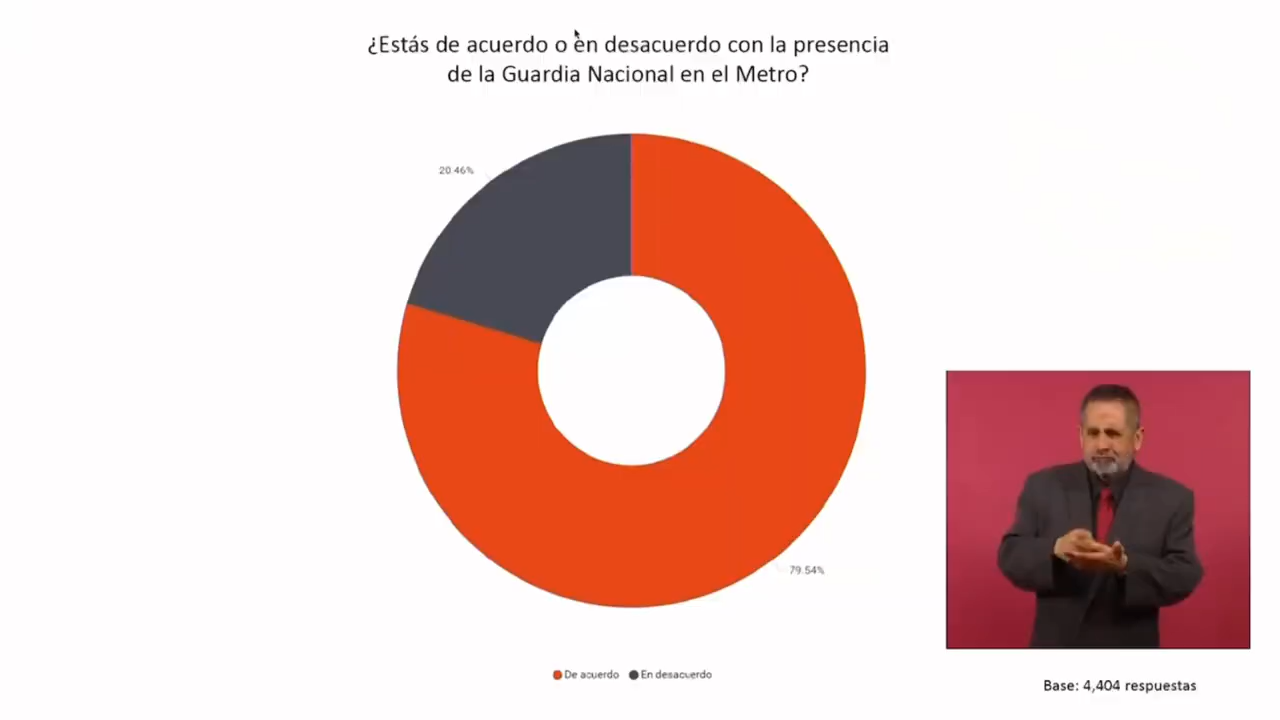 ¿Estás de acuerdo o en desacuerdo con la presencia
de la Guardia Nacional en el Metro?
20.46%
79.54%
De acuerdo En desacuerdo
Base: 4,404 respuestas